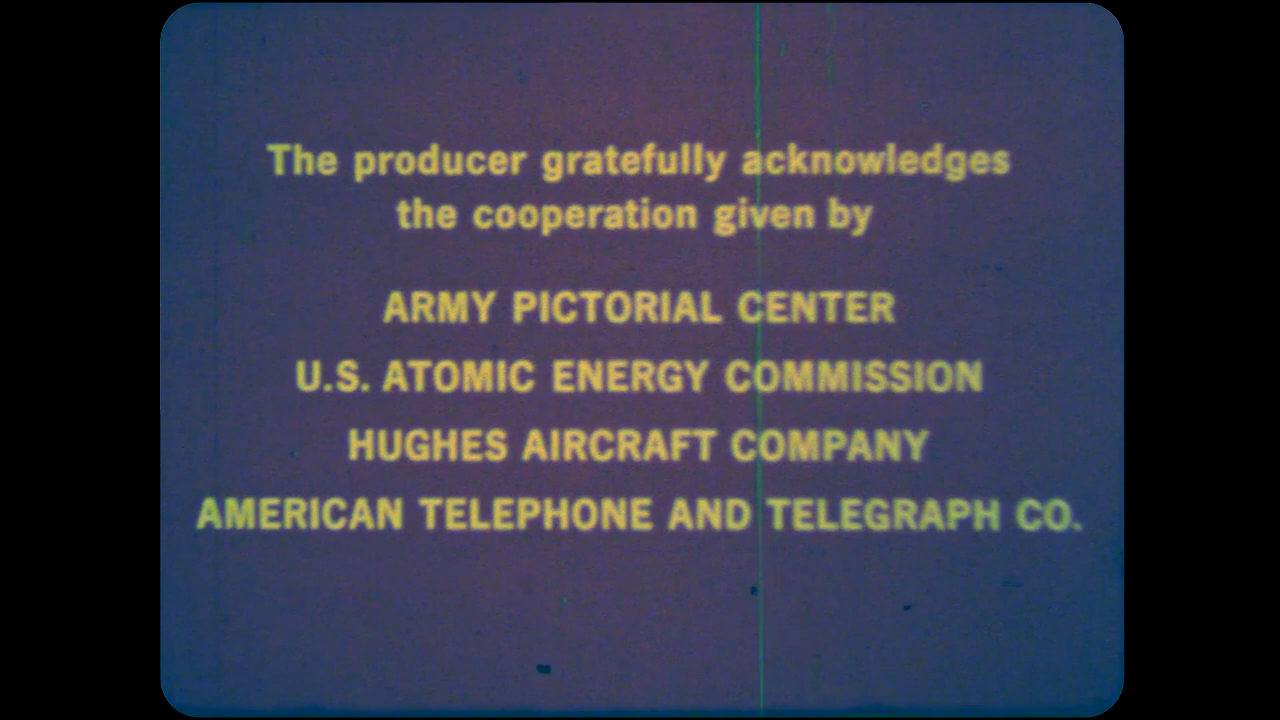 The producer gratefully acknowledges
the cooperation given by
ARMY PICTORIAL CENTER
U.S. ATOMIC ENERGY COMMISSION
HUGHES AIRCRAFT COMPANY
AMERICAN TELEPHONE AND TELEGRAPH CO.